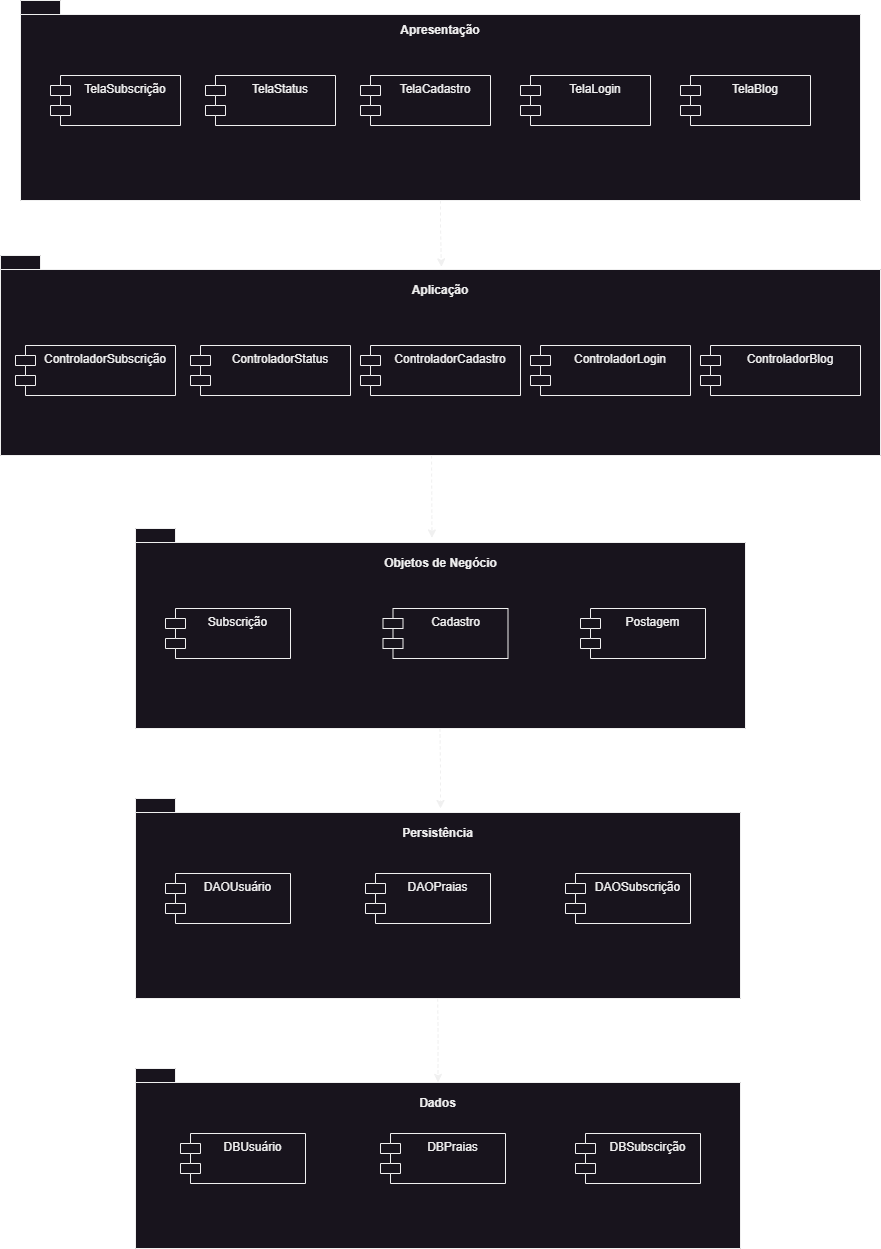 Apresentação
TelaSubscrição
TelaStatus
TelaCadastro
TelaLogin
TelaBlog
Aplicação
ControladorSubscrição
ControladorStatus
ControladorCadastro
ControladorLogin
ControladorBlog
Objetos de Negócio
Subscrição
Cadastro
Postagem
Persistência
DAOUsuário
DAOPraias
DAOSubscrição
Dados
DBUsuário
DBPraias
DBSubscirção